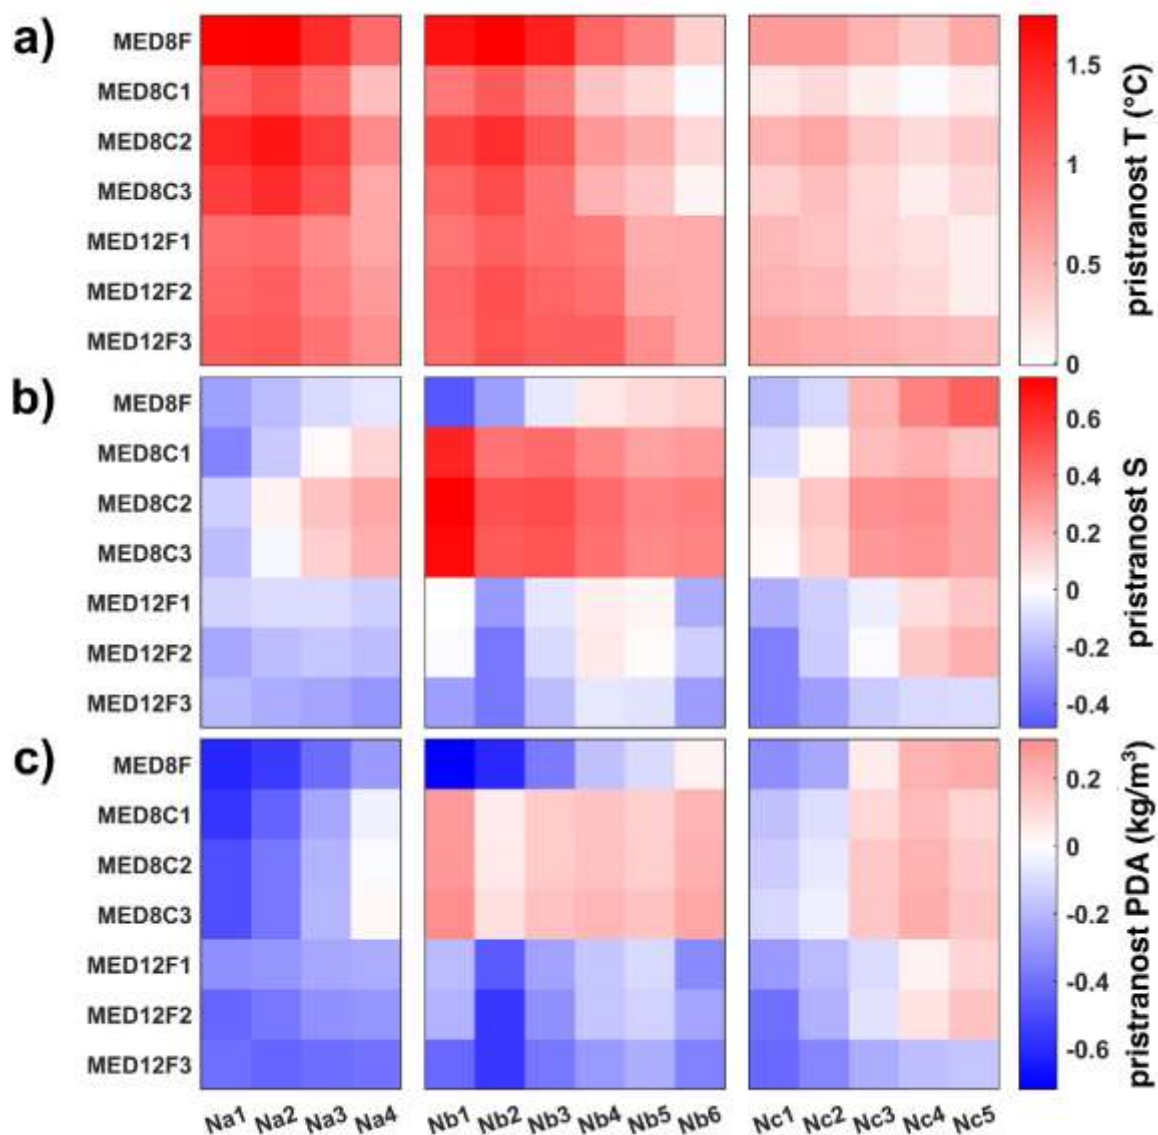 a)
MED8F
MED8C1
MED8C2
MED8C3
MED12F1
MED12F2
MED12F3
1.5
1
0.5
0
pristranost T (°C)
b)
MED8F
MED8C1
MED8C2
MED8C3
MED12F1
MED12F2
MED12F3
0.6
0.4
0.2
0
-0.2
-0.4
pristranost S
c)
MED8F
MED8C1
MED8C2
MED8C3
MED12F1
MED12F2
MED12F3
0.2
0
-0.2
-0.4
-0.6
pristranost PDA (kg/m³)
Na1 Na2 Na3 Na4 Nb1 Nb2 Nb3 Nb4 Nb5 Nb6 Nc1 Nc2 Nc3 Nc4 Nc5